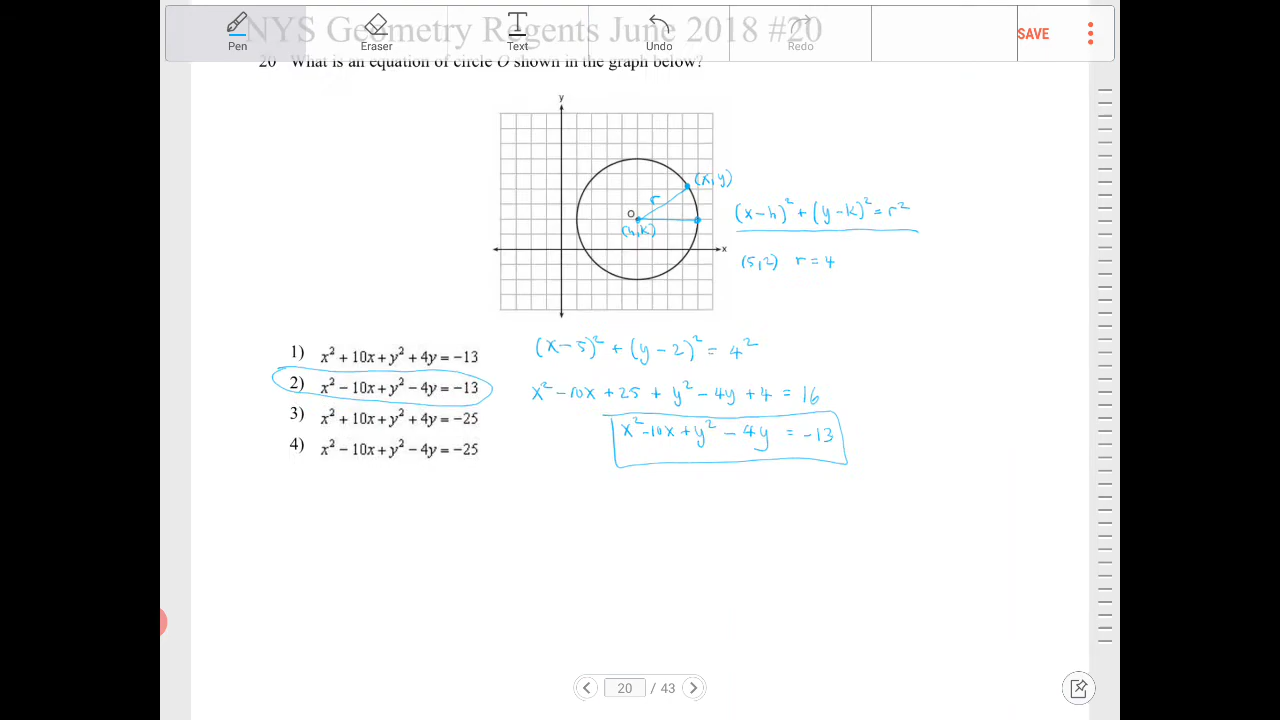 NYS Geometry Regents June 2018 #20
Pen
Eraser
Text
Undo
Redo
SAVE
20 What is an equation of circle O shown in the graph below?
y
(x,y)
r
O
(h,k)
x
(x-h)² + (y-k)² = r²
(5,2) r = 4
1) x² + 10x + y² + 4y = −13
2) x² − 10x + y² − 4y = −13
3) x² + 10x + y² + 4y = −25
4) x² − 10x + y² − 4y = −25
(x-5)² + (y-2)² = 4²
x² -10x +25 + y² - 4y + 4 = 16
x² -10x + y² - 4y = -13
20 / 43